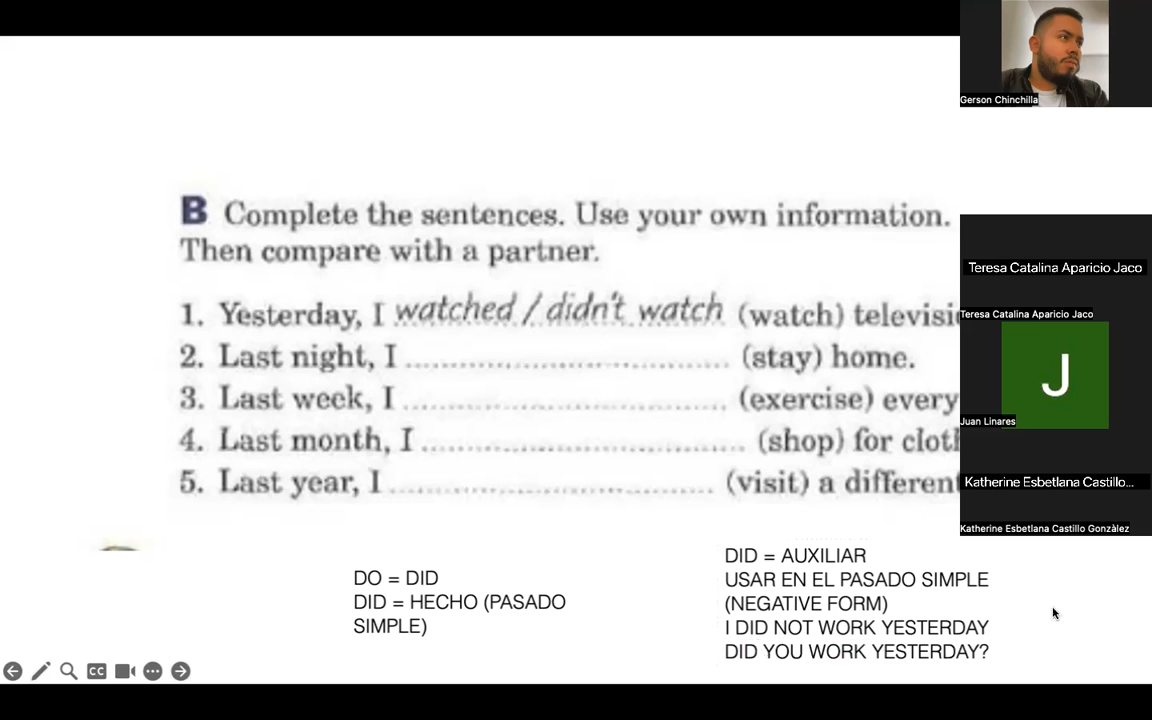 B Complete the sentences. Use your own information.
Then compare with a partner.
1. Yesterday, I watched / didn't watch (watch)
2. Last night, I (stay) home.
3. Last week, I (exercise) every
4. Last month, I (shop) for
5. Last year, I (visit) a different
DO = DID
DID = HECHO (PASADO
SIMPLE)
DID = AUXILIAR
USAR EN EL PASADO SIMPLE
(NEGATIVE FORM)
I DID NOT WORK YESTERDAY
DID YOU WORK YESTERDAY?
CC
Gerson Chinchilla
Teresa Catalina Aparicio Jaco
Teresa Catalina Aparicio Jaco
J
Juan Linares
Katherine Esbetlana Castillo...
Katherine Esbetlana Castillo Gonzàlez